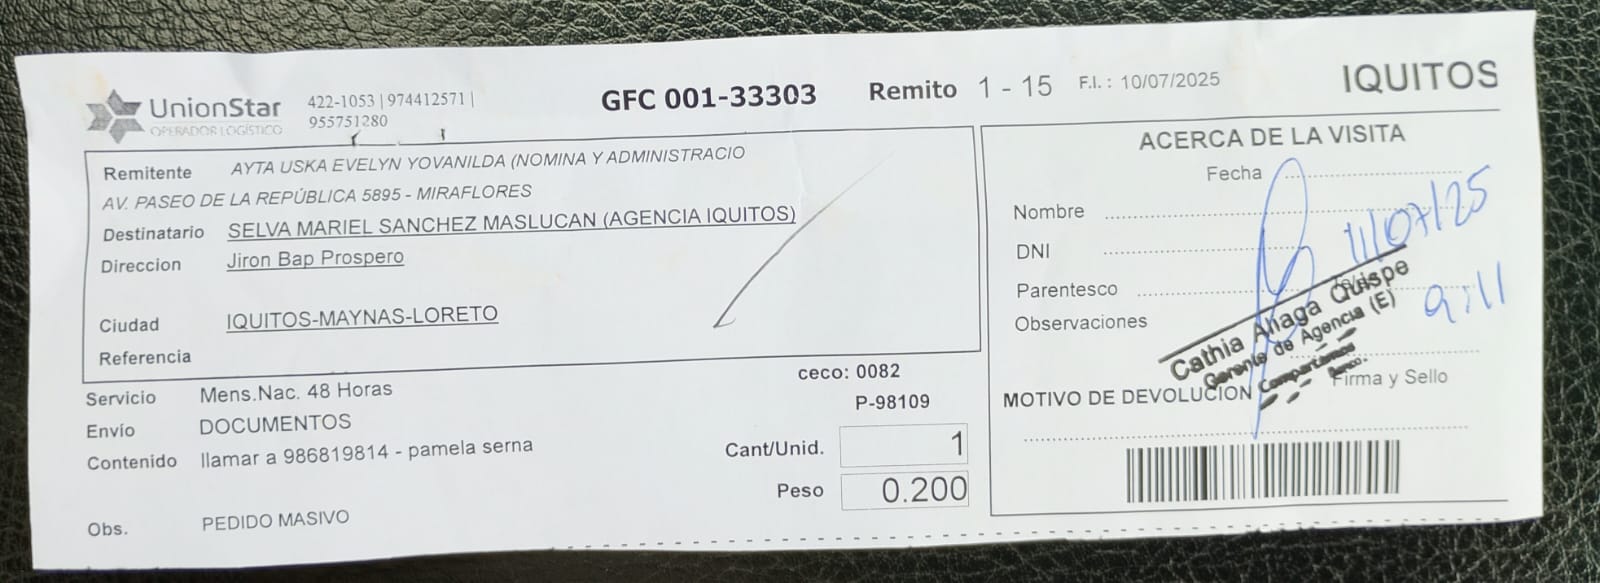 UnionStar
OPERADOR LOGÍSTICO
422-1053 | 974412571 |
955751280
GFC 001-33303
Remito 1 - 15
F.I. : 10/07/2025
IQUITOS
Remitente AYTA USKA EVELYN YOVANILDA (NOMINA Y ADMINISTRACIO
AV. PASEO DE LA REPÚBLICA 5895 - MIRAFLORES
Destinatario SELVA MARIEL SANCHEZ MASLUCAN (AGENCIA IQUITOS)
Direccion Jiron Bap Prospero
Ciudad IQUITOS-MAYNAS-LORETO
Referencia
ceco: 0082
Servicio Mens.Nac. 48 Horas
P-98109
Envío DOCUMENTOS
Contenido llamar a 986819814 - pamela serna
Cant/Unid. 1
Peso 0.200
Obs. PEDIDO MASIVO
ACERCA DE LA VISITA
Fecha
11/07/25
Nombre
DNI
Parentesco
Observaciones
9:11
Cathia Aliaga Quispe
Gerente de Agencia (E)
Compartamos
Banco.
Firma y Sello
MOTIVO DE DEVOLUCIÓN